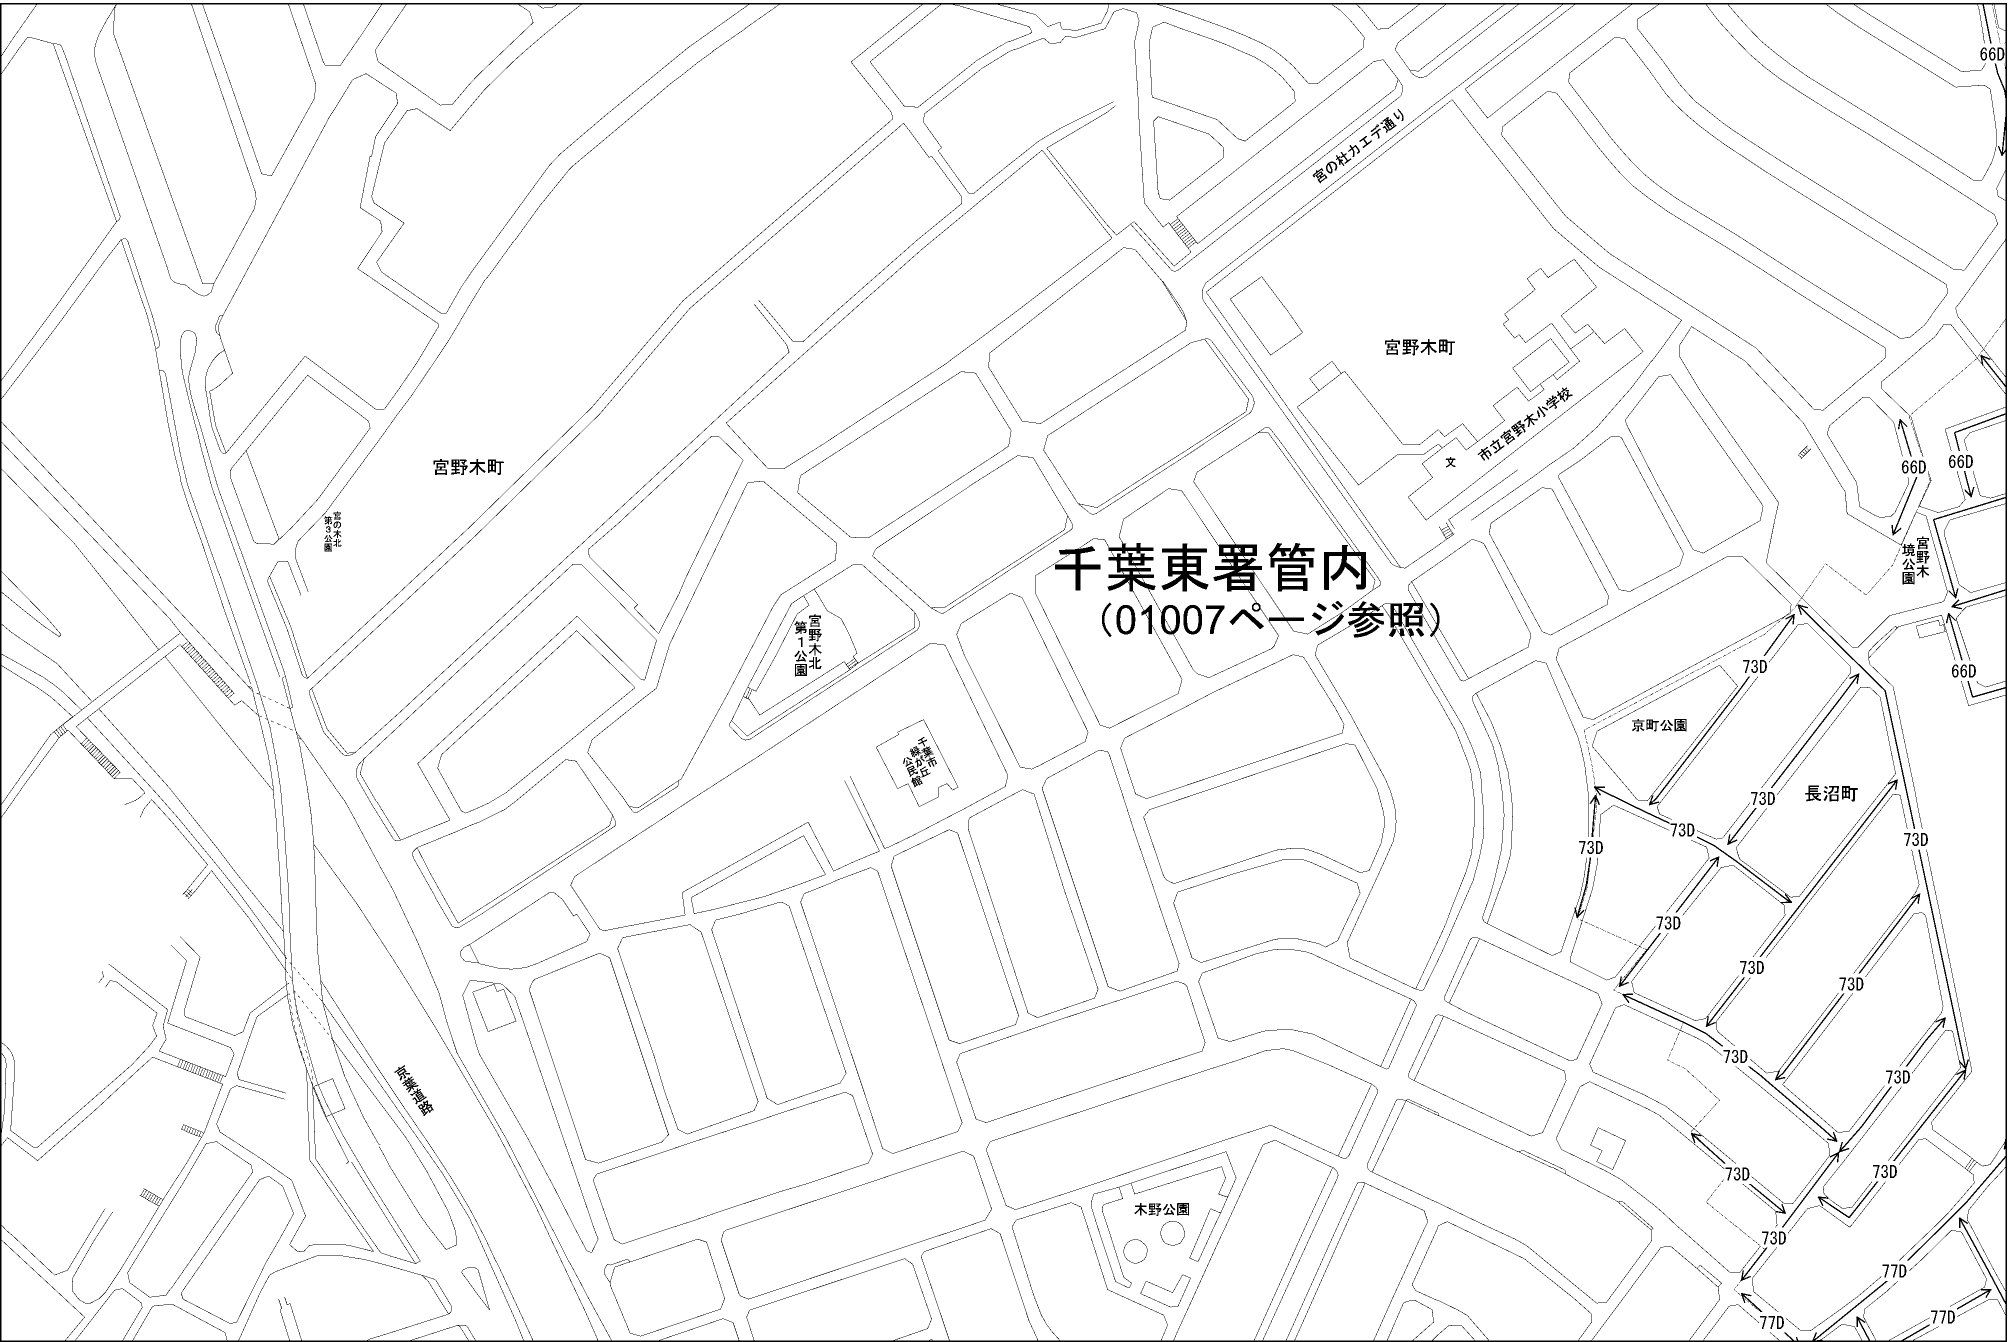 66D
宮の杜カエデ通り
宮野木町
市立宮野木小学校
文
66D
66D
宮野木町
宮の木北
第3公園
千葉東署管内
（01007ページ参照）
宮野木
境公園
宮野木北
第1公園
73D
66D
京町公園
千葉市
緑が丘
公民館
73D
長沼町
73D
73D
73D
73D
73D
73D
73D
73D
京葉道路
73D
73D
73D
木野公園
73D
77D
77D
77D